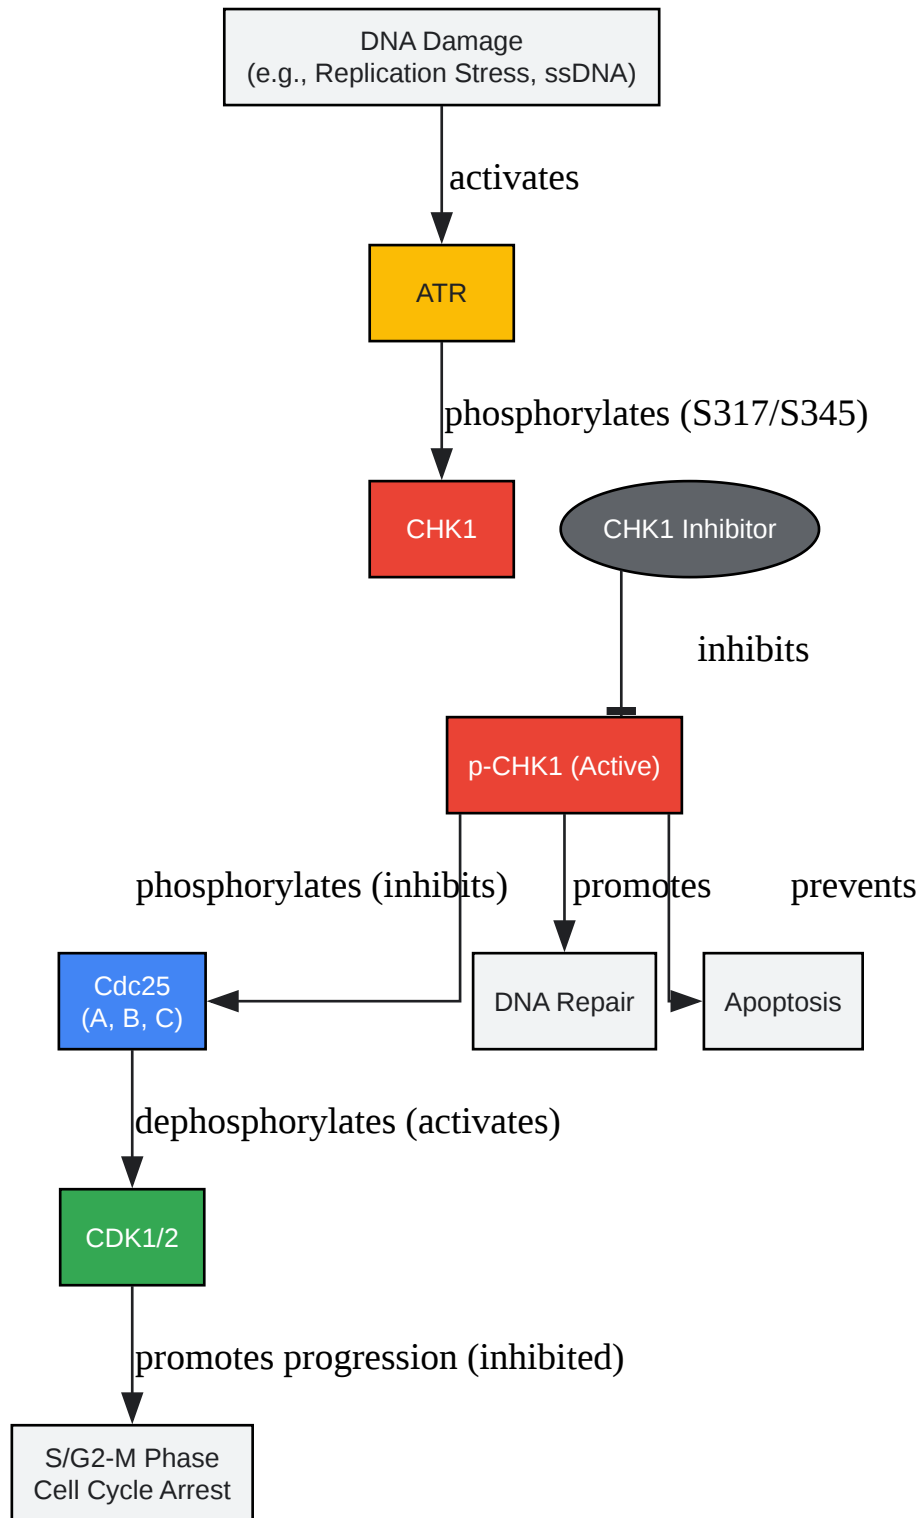 DNA Damage
(e.g., Replication Stress, ssDNA)
activates
ATR
phosphorylates (S317/S345)
CHK1
CHK1 Inhibitor
inhibits
p-CHK1 (Active)
phosphorylates (inhibits)
promotes
prevents
Cdc25
(A, B, C)
DNA Repair
Apoptosis
dephosphorylates (activates)
CDK1/2
promotes progression (inhibited)
S/G2-M Phase
Cell Cycle Arrest